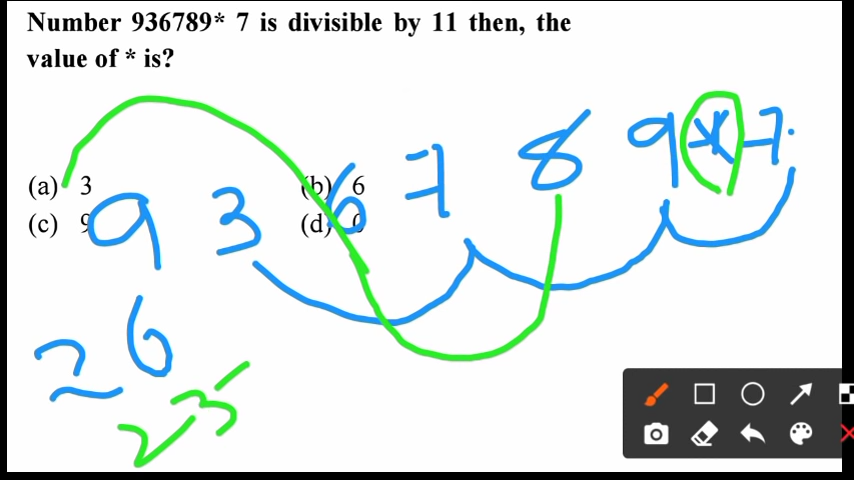 Number 936789* 7 is divisible by 11 then, the
value of * is?
9 3 6 7 8 9 * 7
(a) 3 (b) 6
(c) 9 (d) 0
26
23